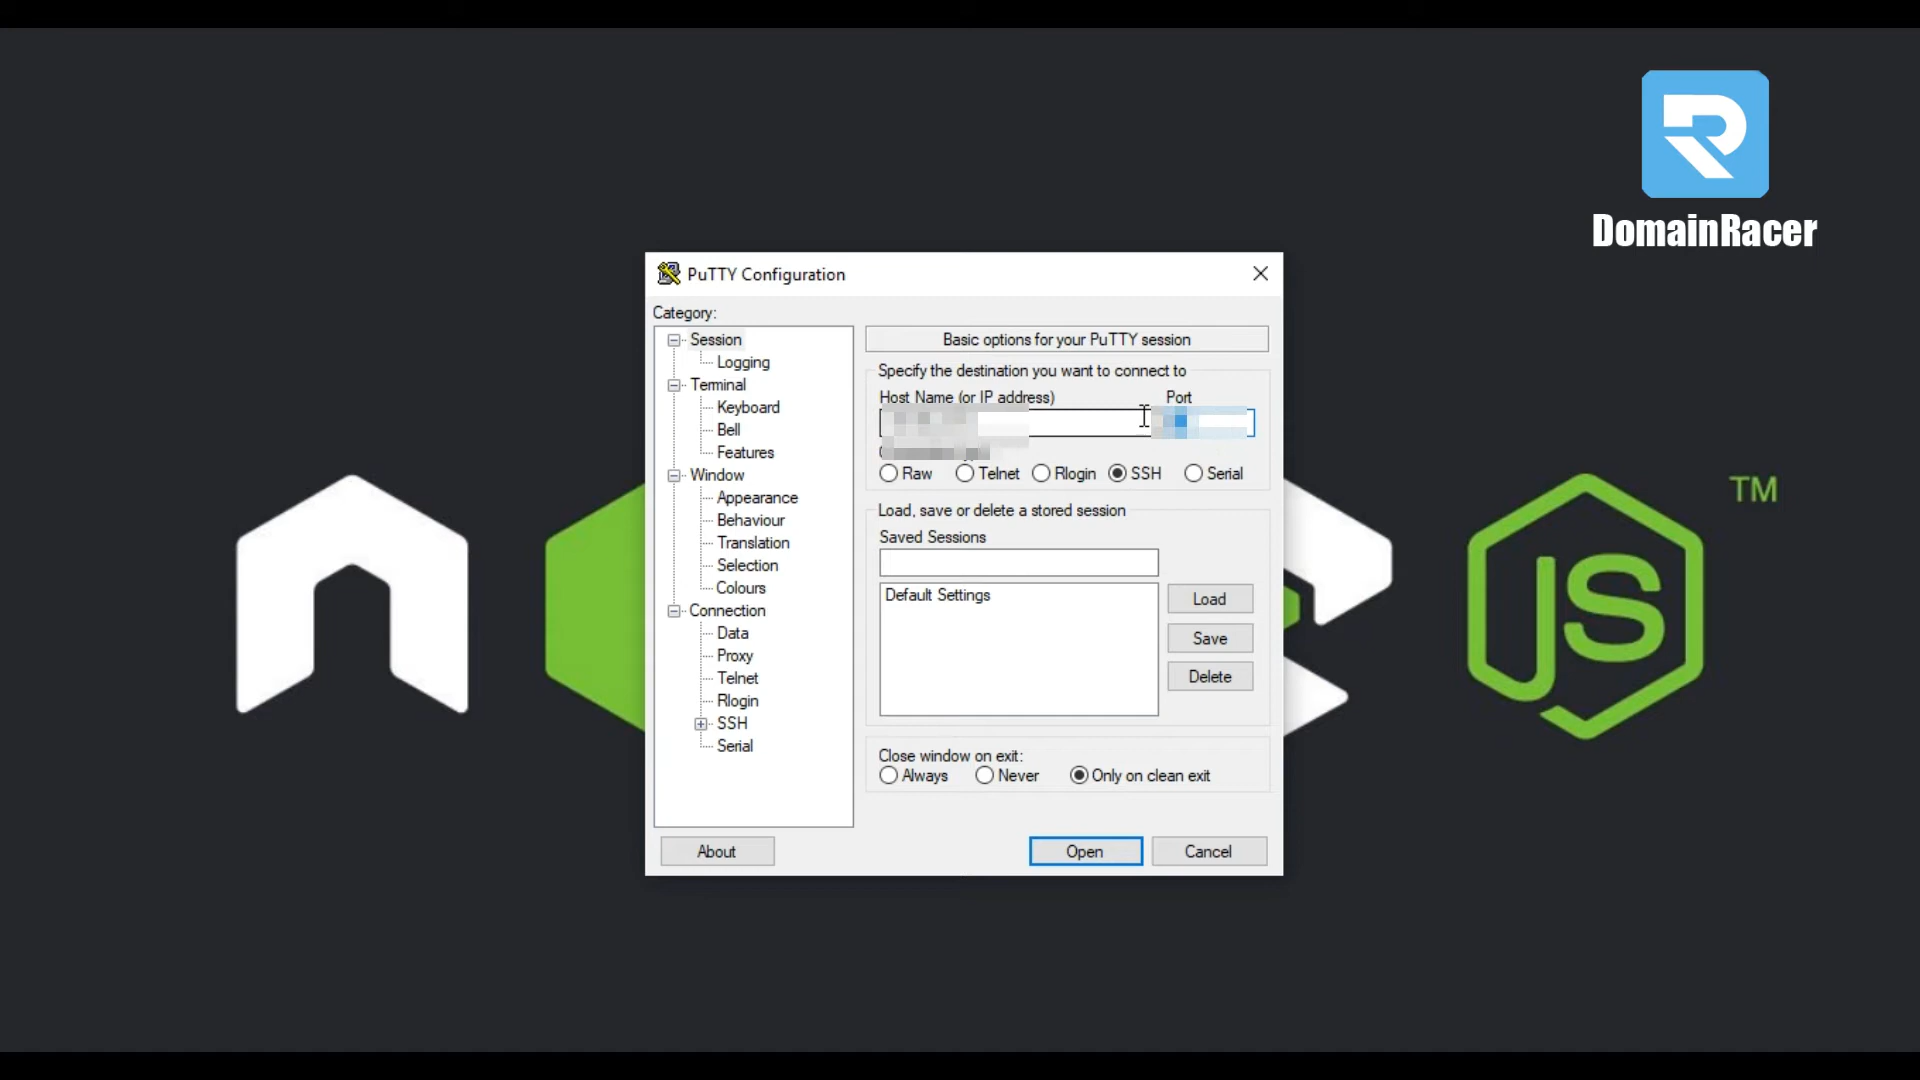 DomainRacer
PuTTY Configuration
Category:
Session
Logging
Terminal
Keyboard
Bell
Features
Window
Appearance
Behaviour
Translation
Selection
Colours
Connection
Data
Proxy
Telnet
Rlogin
SSH
Serial
Basic options for your PuTTY session
Specify the destination you want to connect to
Host Name (or IP address) Port
Raw Telnet Rlogin SSH Serial
Load, save or delete a stored session
Saved Sessions
Default Settings
Load
Save
Delete
Close window on exit:
Always Never Only on clean exit
About Open Cancel
JS
TM